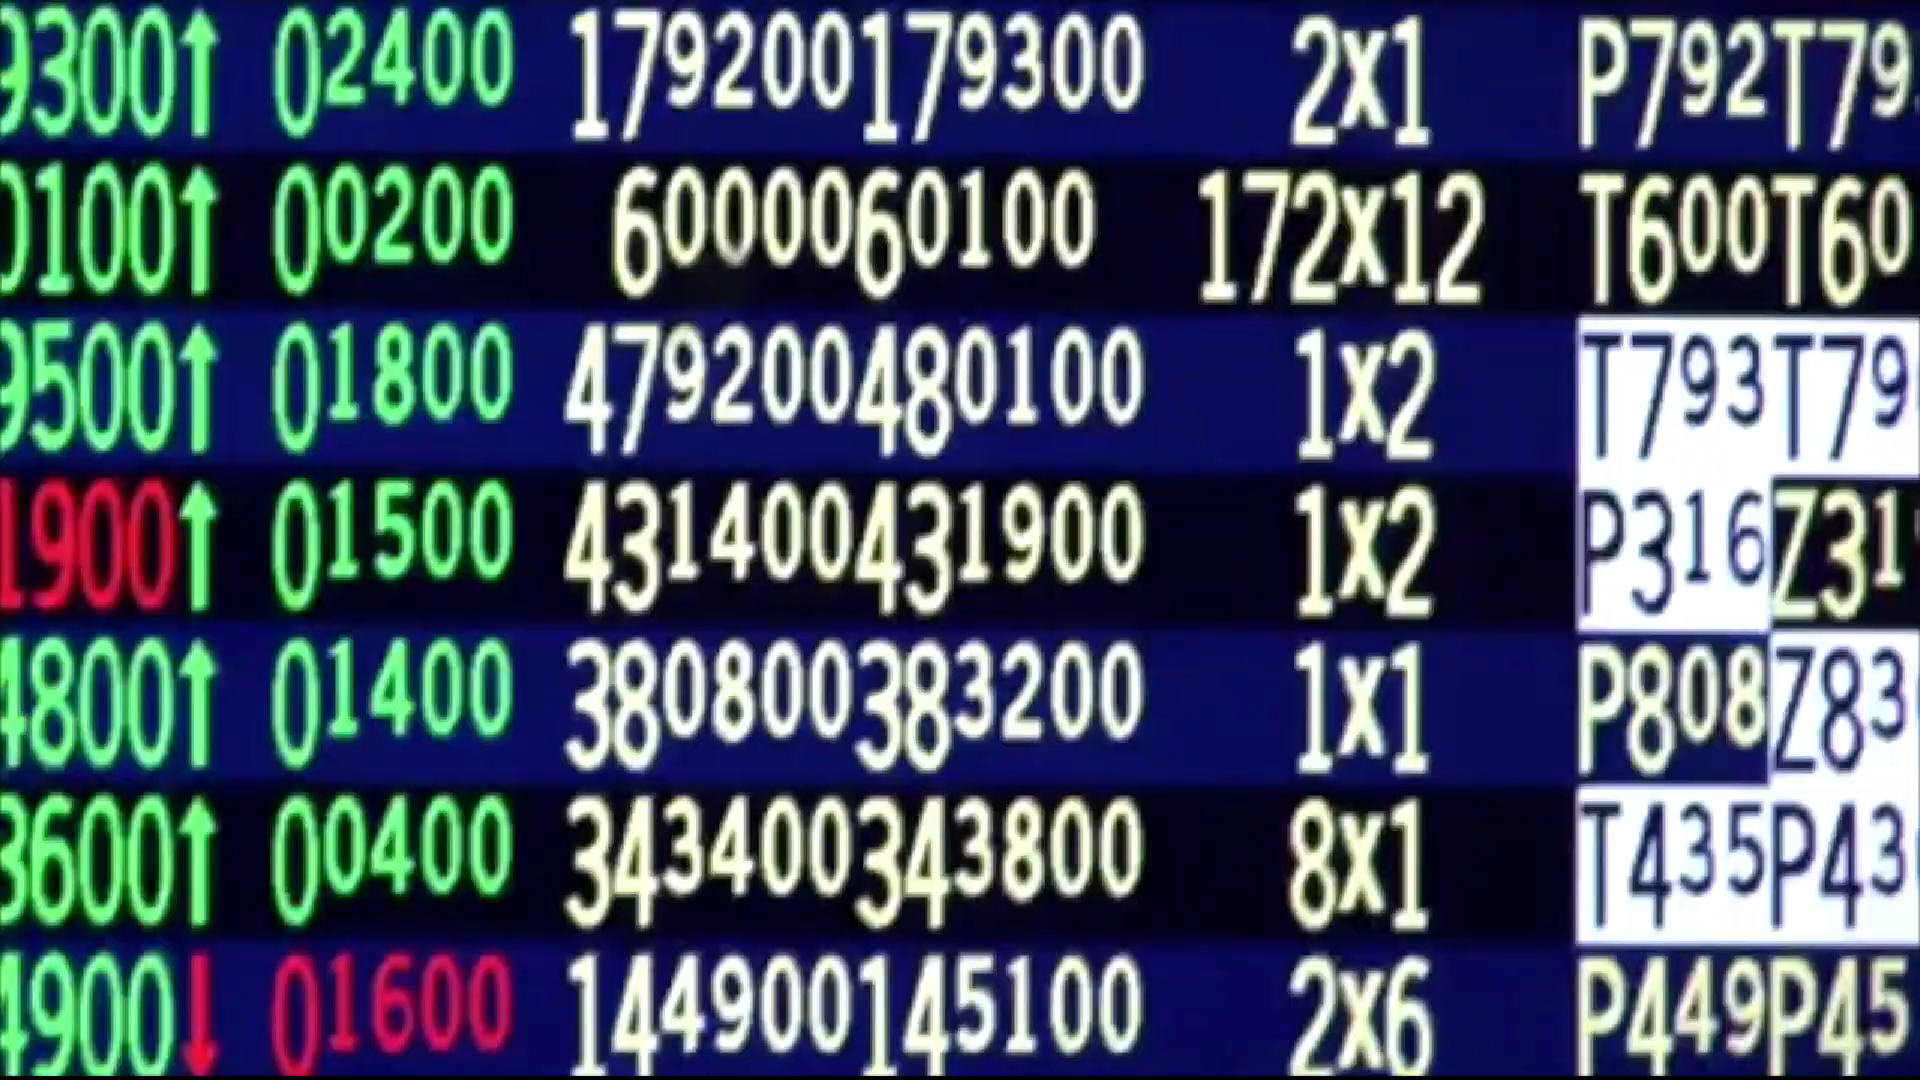 9300↑ 02400 179200179300 2X1 P792T79
0100↑ 00200 6000060100 172X12 T600T60
9500↑ 01800 479200480100 1X2 T793T79
1900↑ 01500 431400431900 1X2 P316Z31
4800↑ 01400 380800383200 1X1 P808Z83
3600↑ 00400 343400343800 8X1 T435P43
4900↓ 01600 144900145100 2X6 P449P45